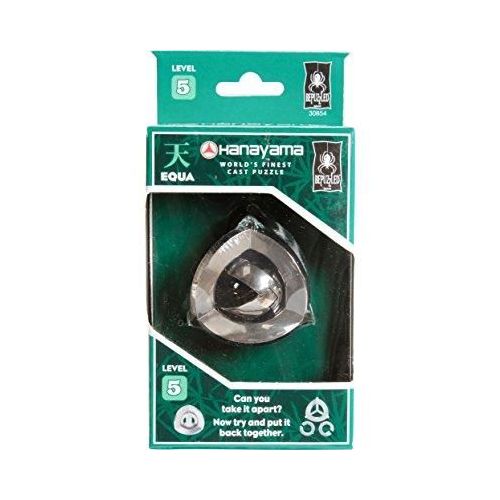 LEVEL
5
BEPUZZLED
30854
天
EQUA
Hanayama
WORLD'S FINEST
CAST PUZZLE
BEPUZZLED
LEVEL
5
Can you
take it apart?
Now try and put it
back together.